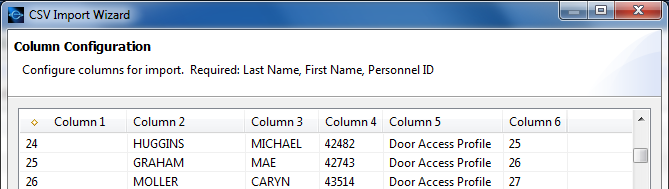 CSV Import Wizard
Column Configuration
Configure columns for import. Required: Last Name, First Name, Personnel ID
Column 1 Column 2 Column 3 Column 4 Column 5 Column 6
24 HUGGINS MICHAEL 42482 Door Access Profile 25
25 GRAHAM MAE 42743 Door Access Profile 26
26 MOLLER CARYN 43514 Door Access Profile 27